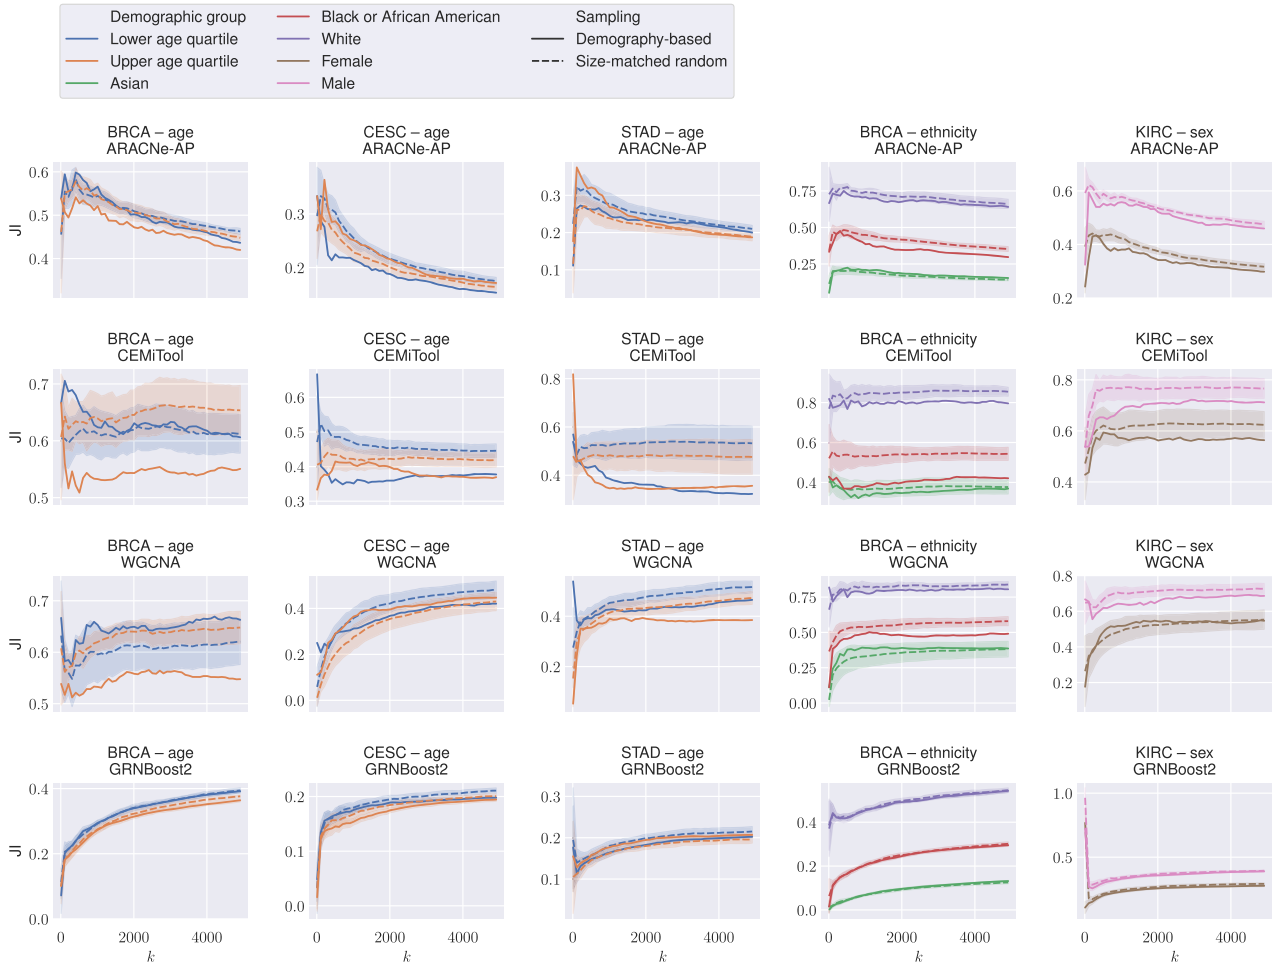 Demographic group
Lower age quartile
Upper age quartile
Asian
Black or African American
White
Female
Male
Sampling
Demography-based
Size-matched random
BRCA – age
ARACNe-AP
CESC – age
ARACNe-AP
STAD – age
ARACNe-AP
BRCA – ethnicity
ARACNe-AP
KIRC – sex
ARACNe-AP
JI
0.6
0.5
0.4
0.3
0.2
0.3
0.2
0.1
0.75
0.50
0.25
0.6
0.4
0.2
BRCA – age
CEMiTool
CESC – age
CEMiTool
STAD – age
CEMiTool
BRCA – ethnicity
CEMiTool
KIRC – sex
CEMiTool
JI
0.7
0.6
0.5
0.6
0.5
0.4
0.3
0.8
0.6
0.4
0.8
0.6
0.4
0.8
0.6
0.4
BRCA – age
WGCNA
CESC – age
WGCNA
STAD – age
WGCNA
BRCA – ethnicity
WGCNA
KIRC – sex
WGCNA
JI
0.7
0.6
0.5
0.4
0.2
0.0
0.4
0.2
0.75
0.50
0.25
0.00
0.8
0.6
0.4
0.2
BRCA – age
GRNBoost2
CESC – age
GRNBoost2
STAD – age
GRNBoost2
BRCA – ethnicity
GRNBoost2
KIRC – sex
GRNBoost2
JI
0.4
0.2
0.0
0.2
0.1
0.0
0.3
0.2
0.1
0.4
0.2
0.0
1.0
0.5
0 2000 4000
0 2000 4000
0 2000 4000
0 2000 4000
0 2000 4000
k
k
k
k
k